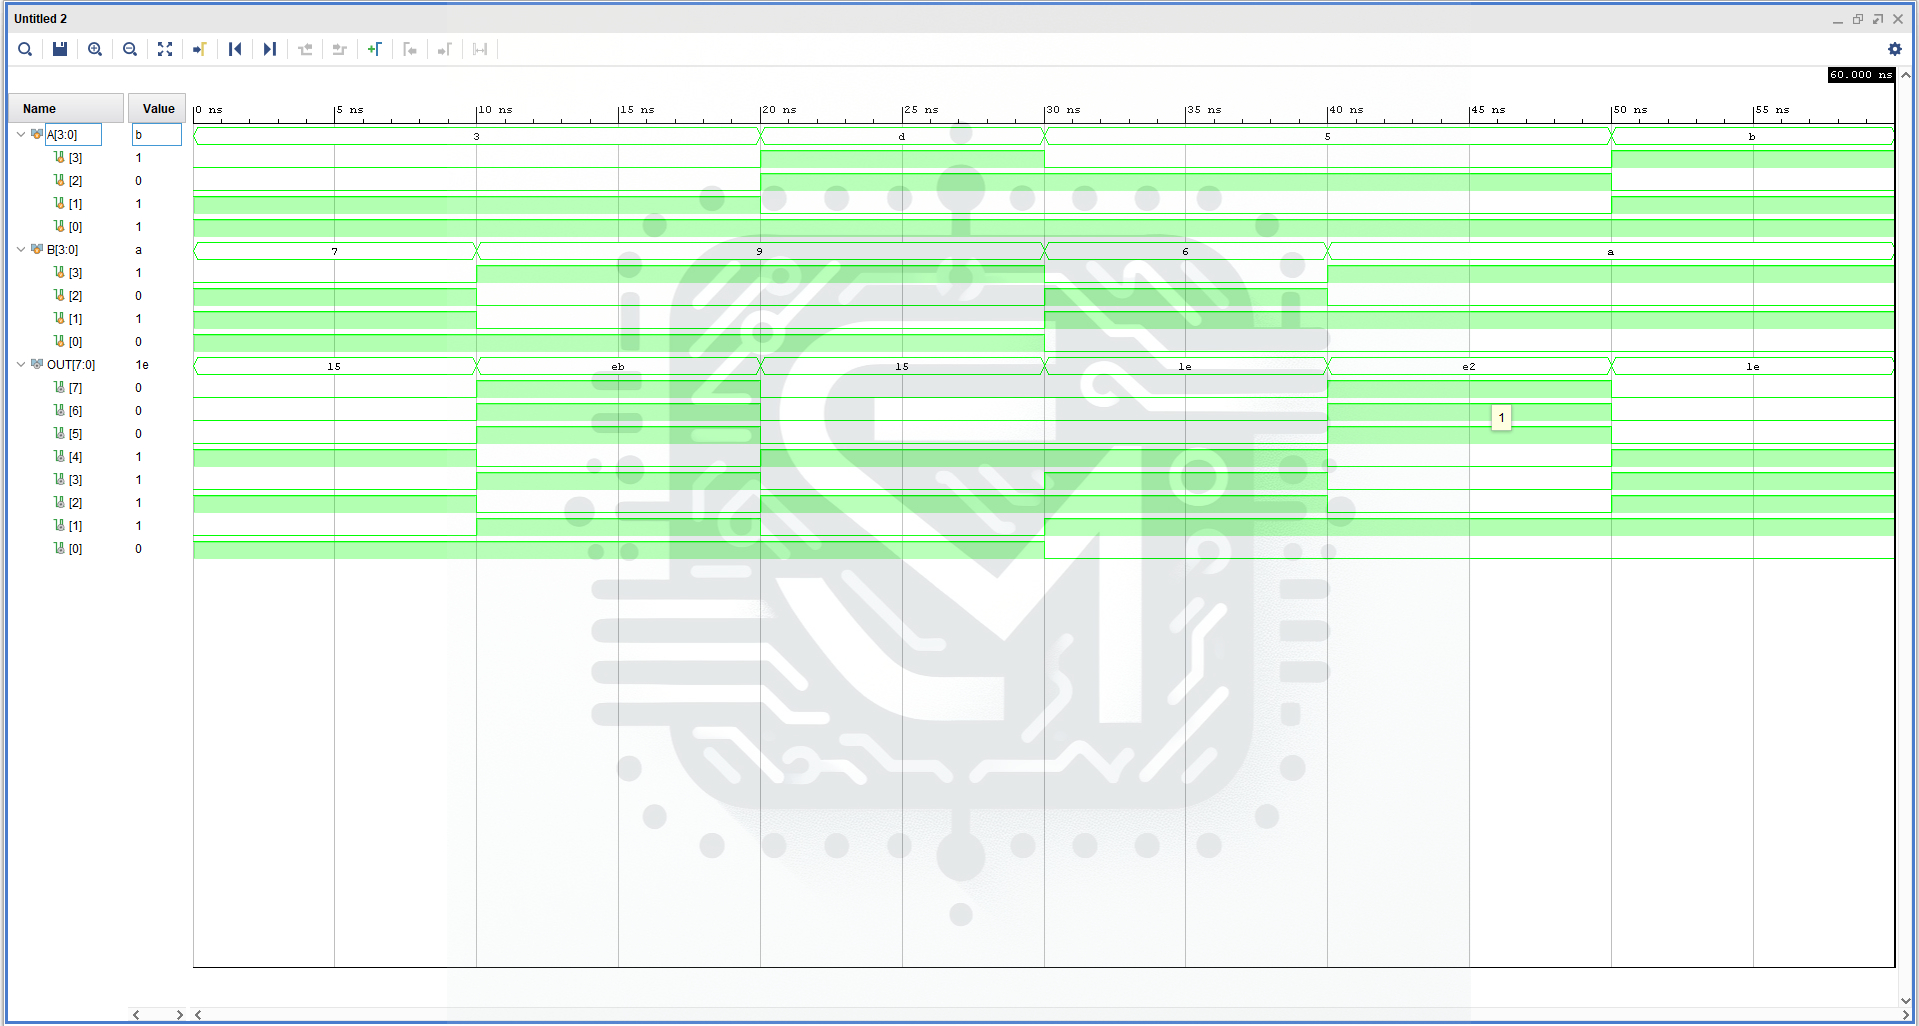 Untitled 2
60.000 ns
Name Value 0 ns 5 ns 10 ns 15 ns 20 ns 25 ns 30 ns 35 ns 40 ns 45 ns 50 ns 55 ns
A[3:0] b 3 d 5 b
[3] 1
[2] 0
[1] 1
[0] 1
B[3:0] a 7 9 6 a
[3] 1
[2] 0
[1] 1
[0] 0
OUT[7:0] 1e 15 eb 15 1e e2 1e
[7] 0
[6] 0
1
[5] 0
[4] 1
[3] 1
[2] 1
[1] 1
[0] 0